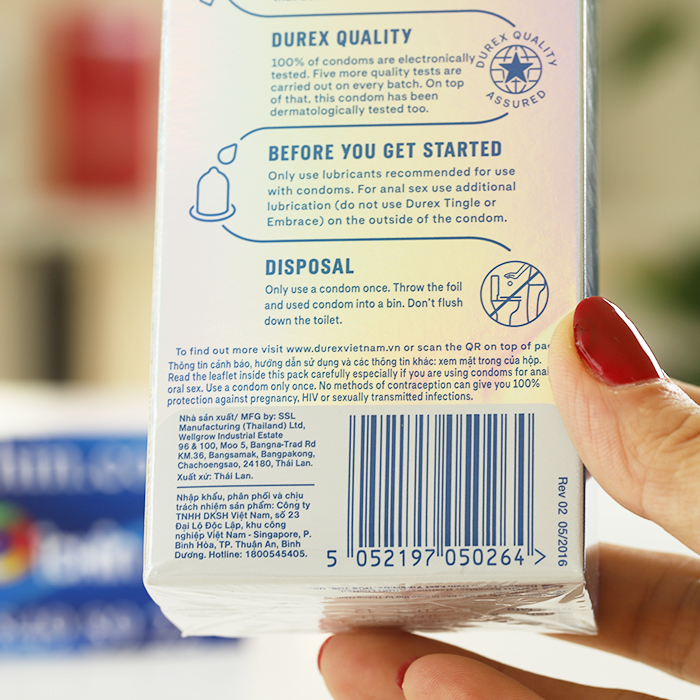 DUREX QUALITY
100% of condoms are electronically
tested. Five more quality tests are
carried out on every batch. On top
of that, this condom has been
dermatologically tested too.
DUREX QUALITY
ASSURED
BEFORE YOU GET STARTED
Only use lubricants recommended for use
with condoms. For anal sex use additional
lubrication (do not use Durex Tingle or
Embrace) on the outside of the condom.
DISPOSAL
Only use a condom once. Throw the foil
and used condom into a bin. Don't flush
down the toilet.
To find out more visit www.durexvietnam.vn or scan the QR on top of
Thông tin cảnh báo, hướng dẫn sử dụng và các thông tin khác: xem mặt trong của hộp.
Read the leaflet inside this pack carefully especially if you are using condoms for
oral sex. Use a condom only once. No methods of contraception can give you 100%
protection against pregnancy, HIV or sexually transmitted infections.
Nhà sản xuất/ MFG by: SSL
Manufacturing (Thailand) Ltd,
Wellgrow Industrial Estate
96 & 100, Moo 5, Bangna-Trad Rd
KM.36, Bangsamak, Bangpakong,
Chachoengsao, 24180, Thái Lan.
Xuất xứ: Thái Lan.
Nhập khẩu, phân phối và chịu
trách nhiệm sản phẩm: Công ty
TNHH DKSH Việt Nam, số 23
Đại Lộ Độc Lập, khu công
nghiệp Việt Nam - Singapore, P.
Bình Hòa, TP. Thuận An, Bình
Dương. Hotline: 1800545405.
5 052197 050264 >
Rev 02 05/2016